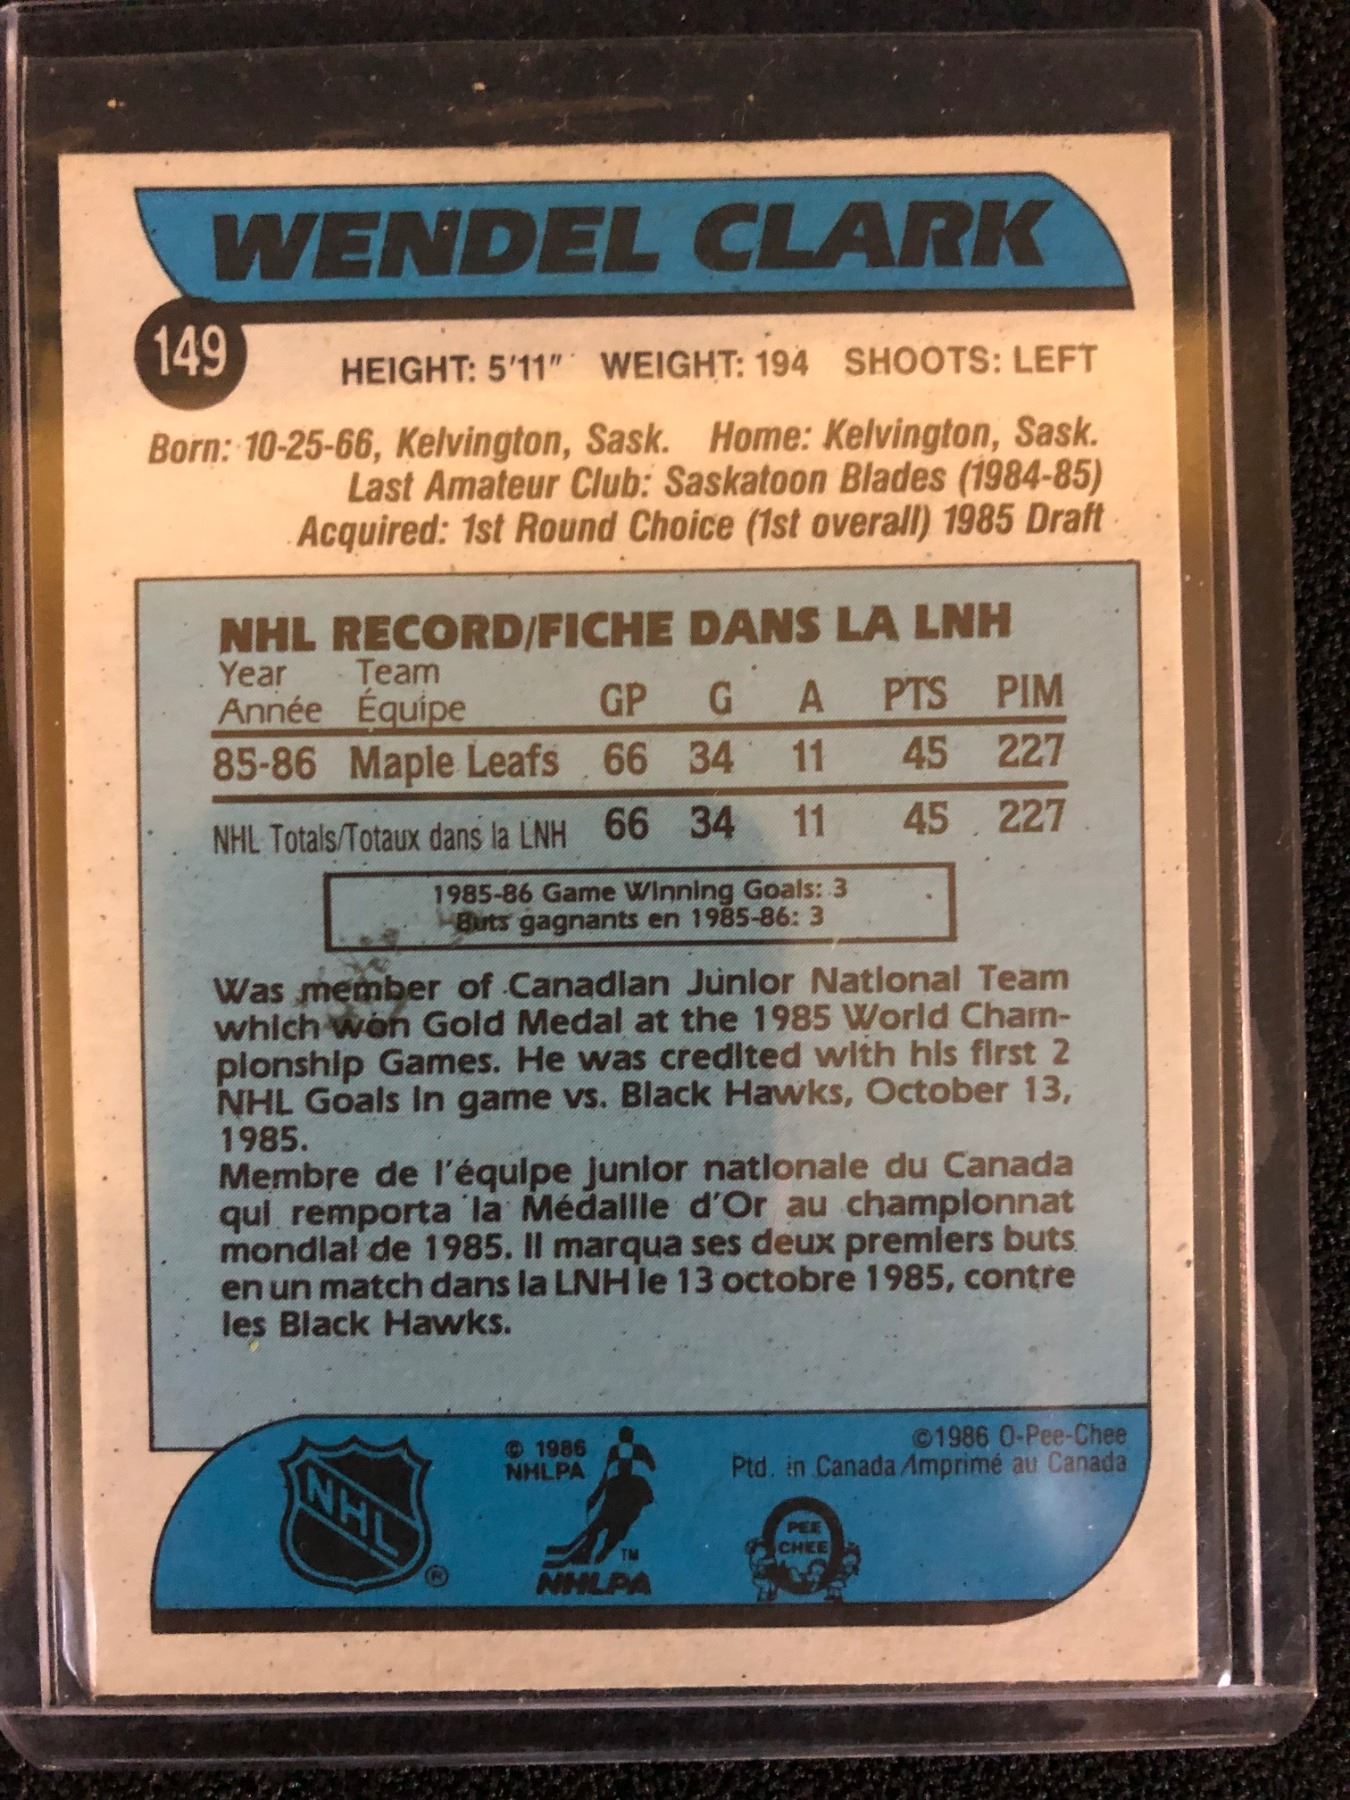 WENDEL CLARK
149
HEIGHT: 5'11" WEIGHT: 194 SHOOTS: LEFT
Born: 10-25-66, Kelvington, Sask. Home: Kelvington, Sask.
Last Amateur Club: Saskatoon Blades (1984-85)
Acquired: 1st Round Choice (1st overall) 1985 Draft
NHL RECORD/FICHE DANS LA LNH
Year Team
Année Équipe GP G A PTS PIM
85-86 Maple Leafs 66 34 11 45 227
NHL Totals/Totaux dans la LNH 66 34 11 45 227
1985-86 Game Winning Goals: 3
Buts gagnants en 1985-86: 3
Was member of Canadian Junior National Team
which won Gold Medal at the 1985 World Cham-
pionship Games. He was credited with his first 2
NHL Goals in game vs. Black Hawks, October 13,
1985.
Membre de l'équipe junior nationale du Canada
qui remporta la Médaille d'Or au championnat
mondial de 1985. Il marqua ses deux premiers buts
en un match dans la LNH le 13 octobre 1985, contre
les Black Hawks.
NHL ®
© 1986
NHLPA
TM
NHLPA
©1986 O-Pee-Chee
Ptd. in Canada/Imprimé au Canada
PEE
CHEE